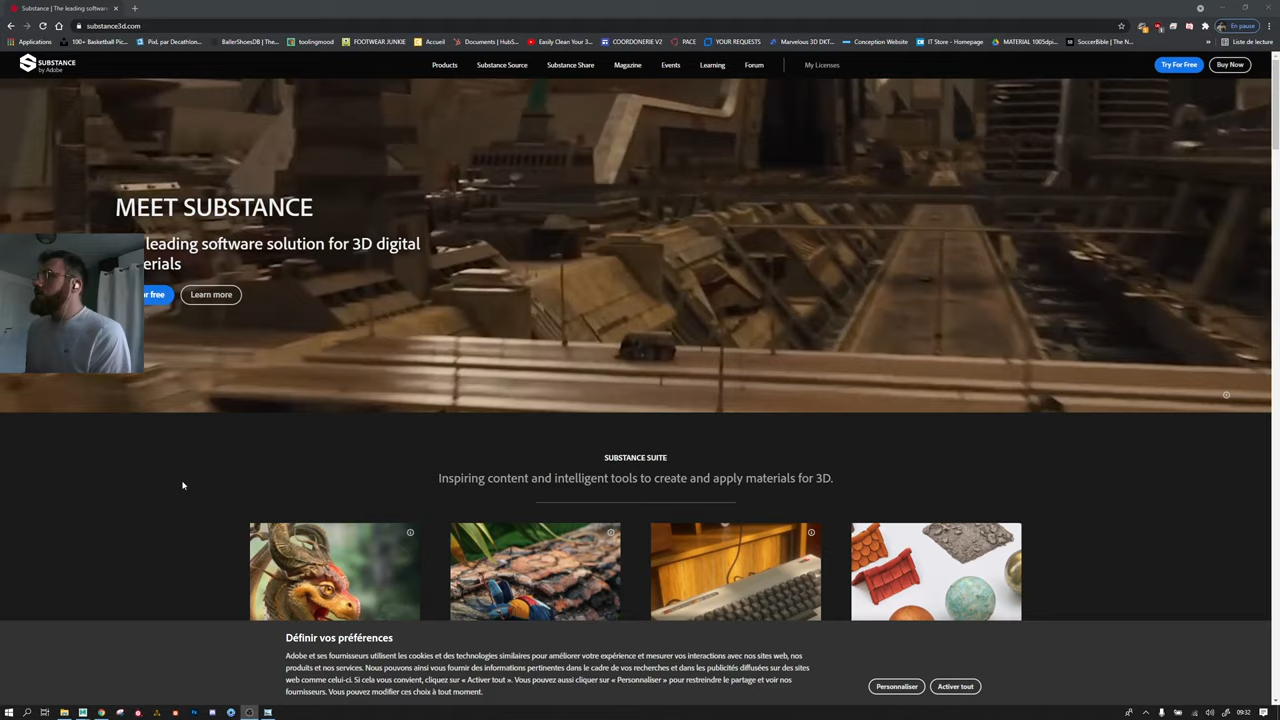 Substance | The leading softwar
substance3d.com
En pause
Applications
100+ Basketball Pic...
Pixl, par Decathlon...
BallerShoesDB | The...
toolingmood
FOOTWEAR JUNKIE
Accueil
Documents | HubS...
Easily Clean Your 3...
COORDONERIE V2
PACE
YOUR REQUESTS
Marvelous 3D DKT...
Conception Website
IT Store - Homepage
MATERIAL 1005dpi...
SoccerBible | The N...
»
Liste de lecture
SUBSTANCE
by Adobe
Products
Substance Source
Substance Share
Magazine
Events
Learning
Forum
My Licenses
Try For Free
Buy Now
MEET SUBSTANCE
leading software solution for 3D digital
erials
r free
Learn more
SUBSTANCE SUITE
Inspiring content and intelligent tools to create and apply materials for 3D.
Définir vos préférences
Adobe et ses fournisseurs utilisent les cookies et des technologies similaires pour améliorer votre expérience et mesurer vos interactions avec nos sites web, nos
produits et nos services. Nous pouvons ainsi vous fournir des informations pertinentes dans le cadre de vos recherches et dans les publicités diffusées sur des sites
web comme celui-ci. Si cela vous convient, cliquez sur « Activer tout ». Vous pouvez aussi cliquer sur « Personnaliser » pour restreindre le partage et voir nos
fournisseurs. Vous pouvez modifier ces choix à tout moment.
Personnaliser
Activer tout
09:32